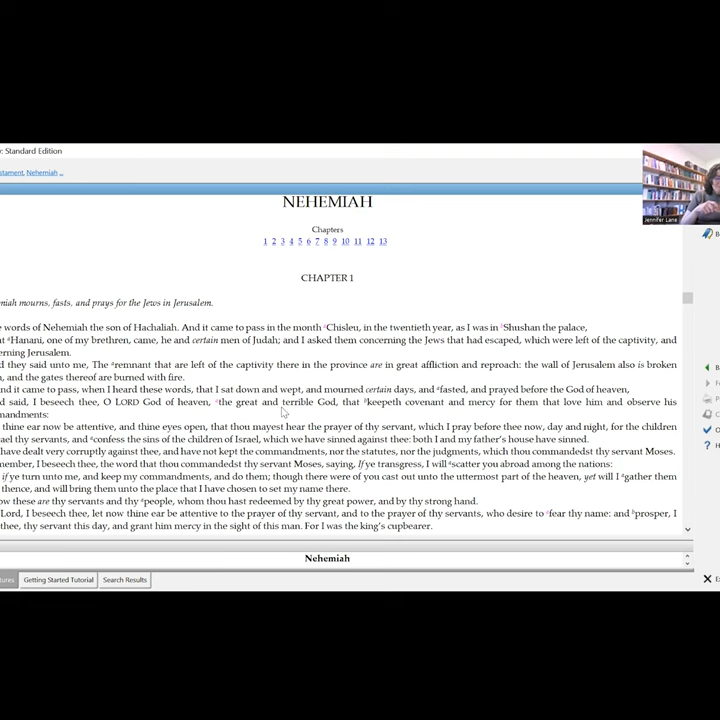 : Standard Edition
stament, Nehemiah
NEHEMIAH
Chapters
1 2 3 4 5 6 7 8 9 10 11 12 13
CHAPTER 1
miah mourns, fasts, and prays for the Jews in Jerusalem.
e words of Nehemiah the son of Hachaliah. And it came to pass in the month Chisleu, in the twentieth year, as I was in Shushan the palace,
Hanani, one of my brethren, came, he and certain men of Judah; and I asked them concerning the Jews that had escaped, which were left of the captivity, and
erning Jerusalem.
d they said unto me, The remnant that are left of the captivity there in the province are in great affliction and reproach: the wall of Jerusalem also is broken
, and the gates thereof are burned with fire.
nd it came to pass, when I heard these words, that I sat down and wept, and mourned certain days, and fasted, and prayed before the God of heaven,
d said, I beseech thee, O LORD God of heaven, the great and terrible God, that keepeth covenant and mercy for them that love him and observe his
mandments:
thine ear now be attentive, and thine eyes open, that thou mayest hear the prayer of thy servant, which I pray before thee now, day and night, for the children
ael thy servants, and confess the sins of the children of Israel, which we have sinned against thee: both I and my father's house have sinned.
have dealt very corruptly against thee, and have not kept the commandments, nor the statutes, nor the judgments, which thou commandedst thy servant Moses.
member, I beseech thee, the word that thou commandedst thy servant Moses, saying, If ye transgress, I will scatter you abroad among the nations:
if ye turn unto me, and keep my commandments, and do them; though there were of you cast out unto the uttermost part of the heaven, yet will I gather them
thence, and will bring them unto the place that I have chosen to set my name there.
ow these are thy servants and thy people, whom thou hast redeemed by thy great power, and by thy strong hand.
Lord, I beseech thee, let now thine ear be attentive to the prayer of thy servant, and to the prayer of thy servants, who desire to fear thy name: and prosper, I
thee, thy servant this day, and grant him mercy in the sight of this man. For I was the king's cupbearer.
Nehemiah
tures Getting Started Tutorial Search Results
Jennifer Lane